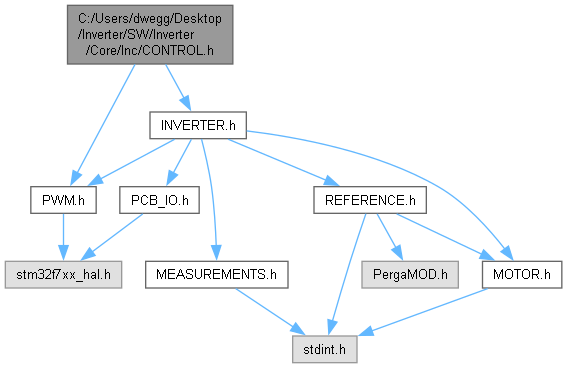 C:/Users/dwegg/Desktop
/Inverter/SW/Inverter
/Core/Inc/CONTROL.h
INVERTER.h
PWM.h
PCB_IO.h
REFERENCE.h
stm32f7xx_hal.h
MEASUREMENTS.h
PergaMOD.h
MOTOR.h
stdint.h